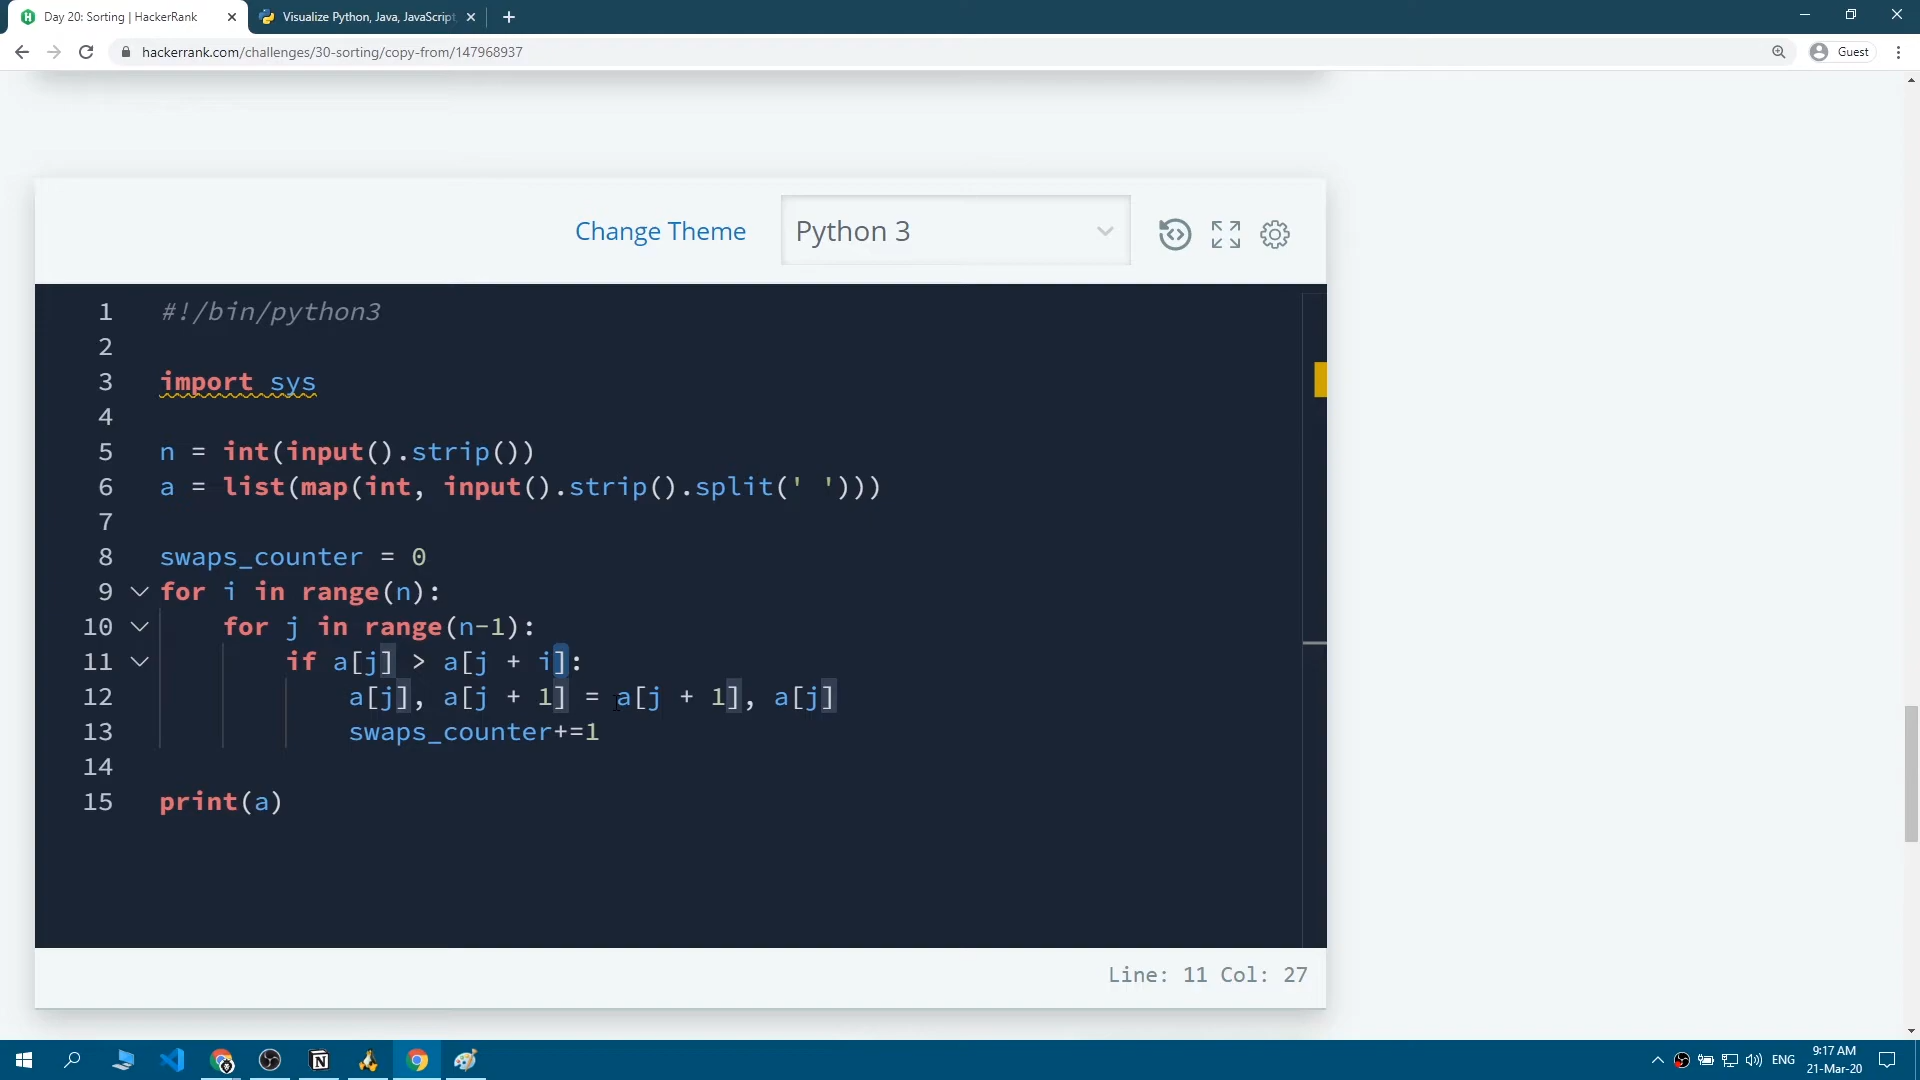 Day 20: Sorting | HackerRank
Visualize Python, Java, JavaScript,
hackerrank.com/challenges/30-sorting/copy-from/147968937
Guest
Change Theme
Python 3
1 #!/bin/python3
2
3 import sys
4
5 n = int(input().strip())
6 a = list(map(int, input().strip().split(' ')))
7
8 swaps_counter = 0
9 for i in range(n):
10 for j in range(n-1):
11 if a[j] > a[j + i]:
12 a[j], a[j + 1] = a[j + 1], a[j]
13 swaps_counter+=1
14
15 print(a)
Line: 11 Col: 27
ENG
9:17 AM
21-Mar-20